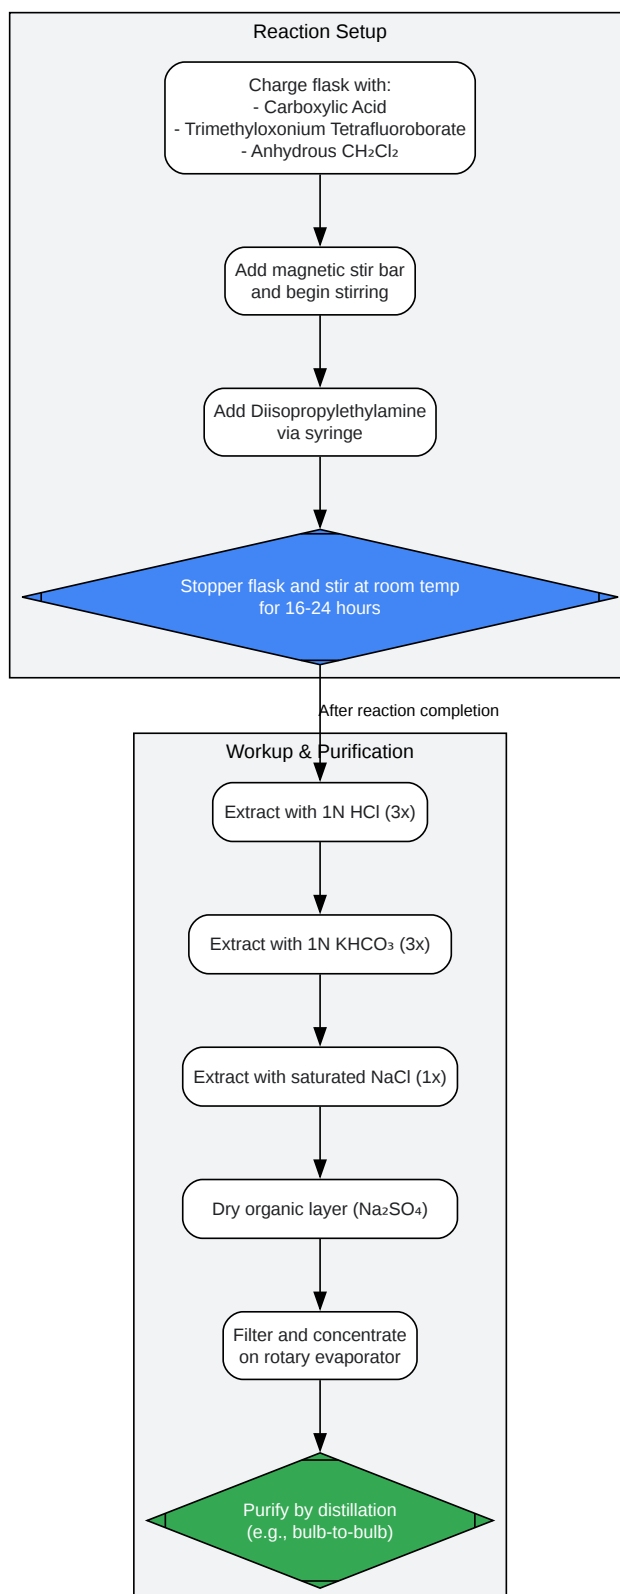 Reaction Setup
Charge flask with:
- Carboxylic Acid
- Trimethyloxonium Tetrafluoroborate
- Anhydrous CH₂Cl₂
Add magnetic stir bar
and begin stirring
Add Diisopropylethylamine
via syringe
Stopper flask and stir at room temp
for 16-24 hours
After reaction completion
Workup & Purification
Extract with 1N HCl (3x)
Extract with 1N KHCO₃ (3x)
Extract with saturated NaCl (1x)
Dry organic layer (Na₂SO₄)
Filter and concentrate
on rotary evaporator
Purify by distillation
(e.g., bulb-to-bulb)